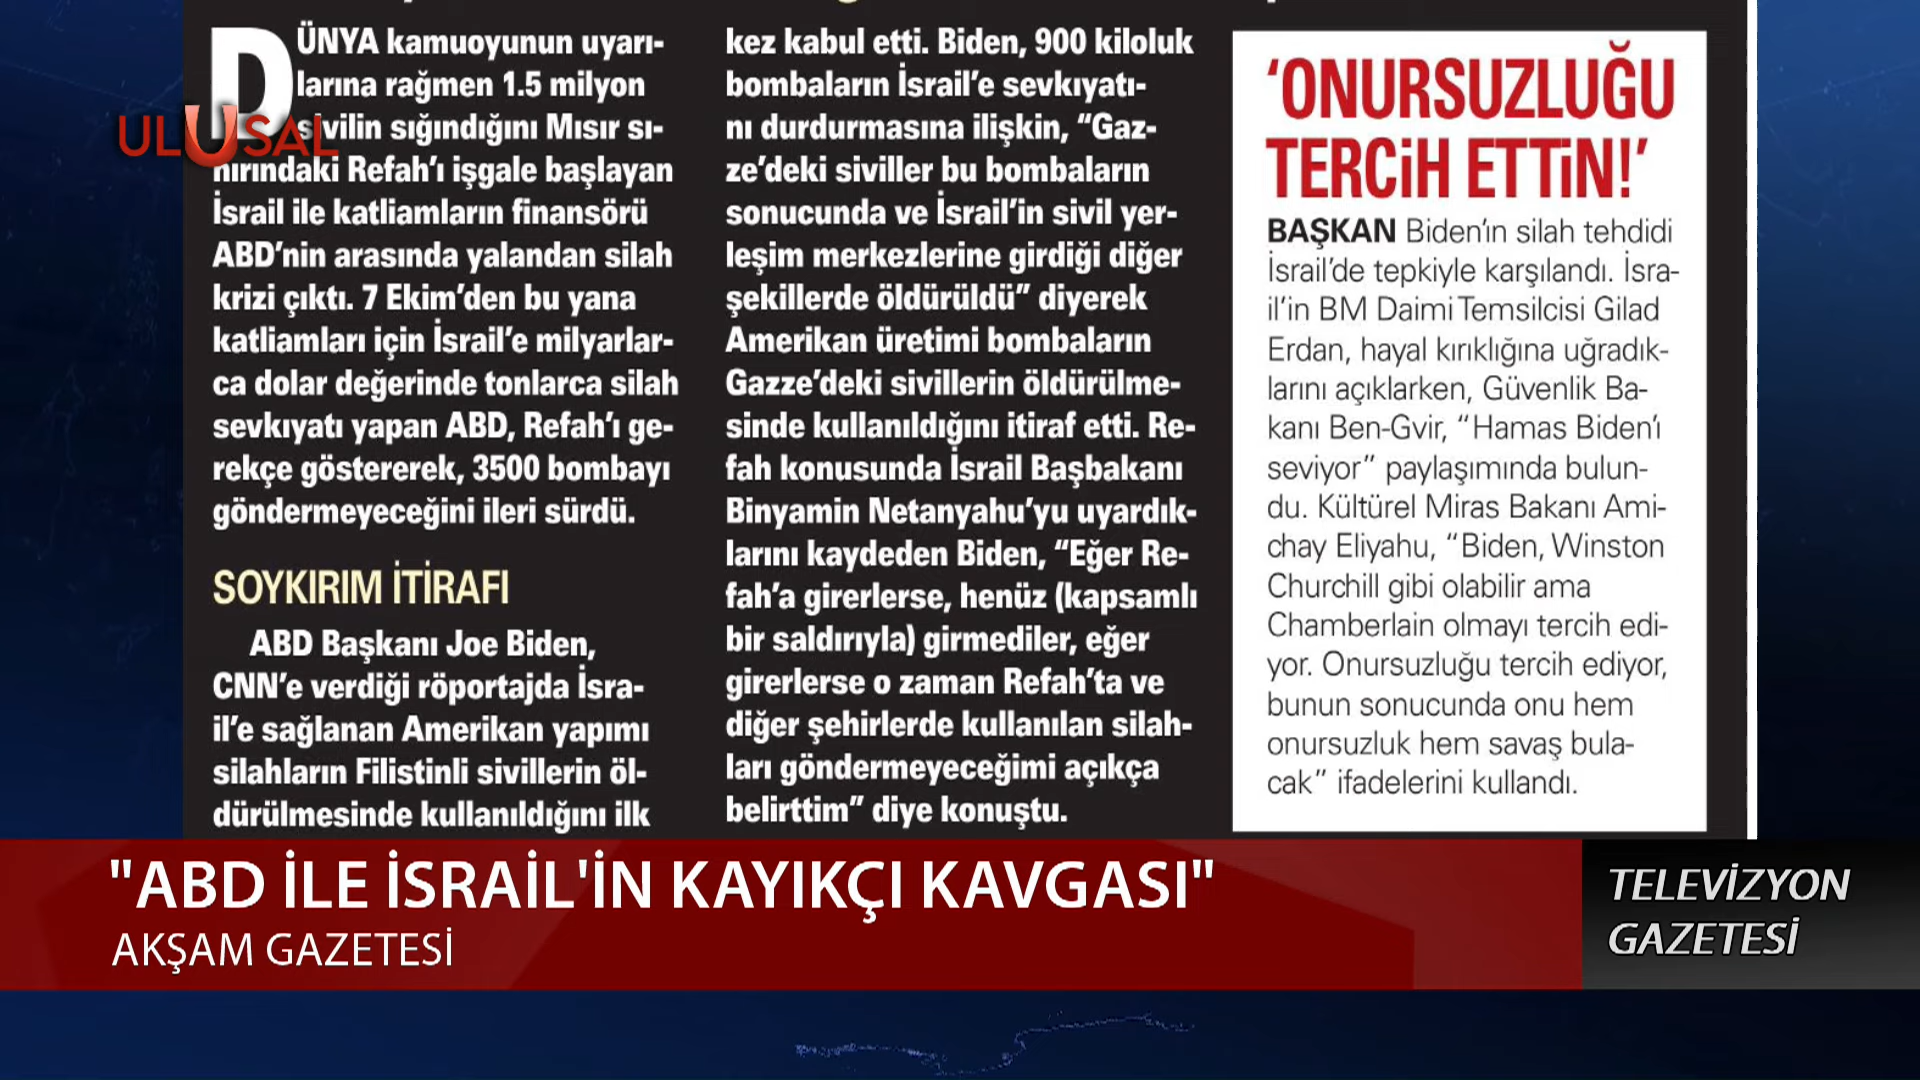 DÜNYA kamuoyunun uyarı-
larına rağmen 1.5 milyon
sivilin sığındığını Mısır sı-
nırındaki Refah’ı işgale başlayan
İsrail ile katliamların finansörü
ABD’nin arasında yalandan silah
krizi çıktı. 7 Ekim’den bu yana
katliamları için İsrail’e milyarlar-
ca dolar değerinde tonlarca silah
sevkıyatı yapan ABD, Refah’ı ge-
rekçe göstererek, 3500 bombayı
göndermeyeceğini ileri sürdü.
SOYKIRIM İTİRAFI
ABD Başkanı Joe Biden,
CNN’e verdiği röportajda İsra-
il’e sağlanan Amerikan yapımı
silahların Filistinli sivillerin öl-
dürülmesinde kullanıldığını ilk
kez kabul etti. Biden, 900 kiloluk
bombaların İsrail’e sevkıyatı-
nı durdurmasına ilişkin, “Gaz-
ze’deki siviller bu bombaların
sonucunda ve İsrail’in sivil yer-
leşim merkezlerine girdiği diğer
şekillerde öldürüldü” diyerek
Amerikan üretimi bombaların
Gazze’deki sivillerin öldürülme-
sinde kullanıldığını itiraf etti. Re-
fah konusunda İsrail Başbakanı
Binyamin Netanyahu’yu uyardık-
larını kaydeden Biden, “Eğer Re-
fah’a girerlerse, henüz (kapsamlı
bir saldırıyla) girmediler, eğer
girerlerse o zaman Refah’ta ve
diğer şehirlerde kullanılan silah-
ları göndermeyeceğimi açıkça
belirttim” diye konuştu.
‘ONURSUZLUĞU
TERCiH ETTiN!’
BAŞKAN Biden’ın silah tehdidi
İsrail’de tepkiyle karşılandı. İsra-
il’in BM Daimi Temsilcisi Gilad
Erdan, hayal kırıklığına uğradık-
larını açıklarken, Güvenlik Ba-
kanı Ben-Gvir, “Hamas Biden’ı
seviyor” paylaşımında bulun-
du. Kültürel Miras Bakanı Ami-
chay Eliyahu, “Biden, Winston
Churchill gibi olabilir ama
Chamberlain olmayı tercih edi-
yor. Onursuzluğu tercih ediyor,
bunun sonucunda onu hem
onursuzluk hem savaş bula-
cak” ifadelerini kullandı.
ULUSAL
"ABD İLE İSRAİL'İN KAYIKÇI KAVGASI"
AKŞAM GAZETESİ
TELEVİZYON
GAZETESİ